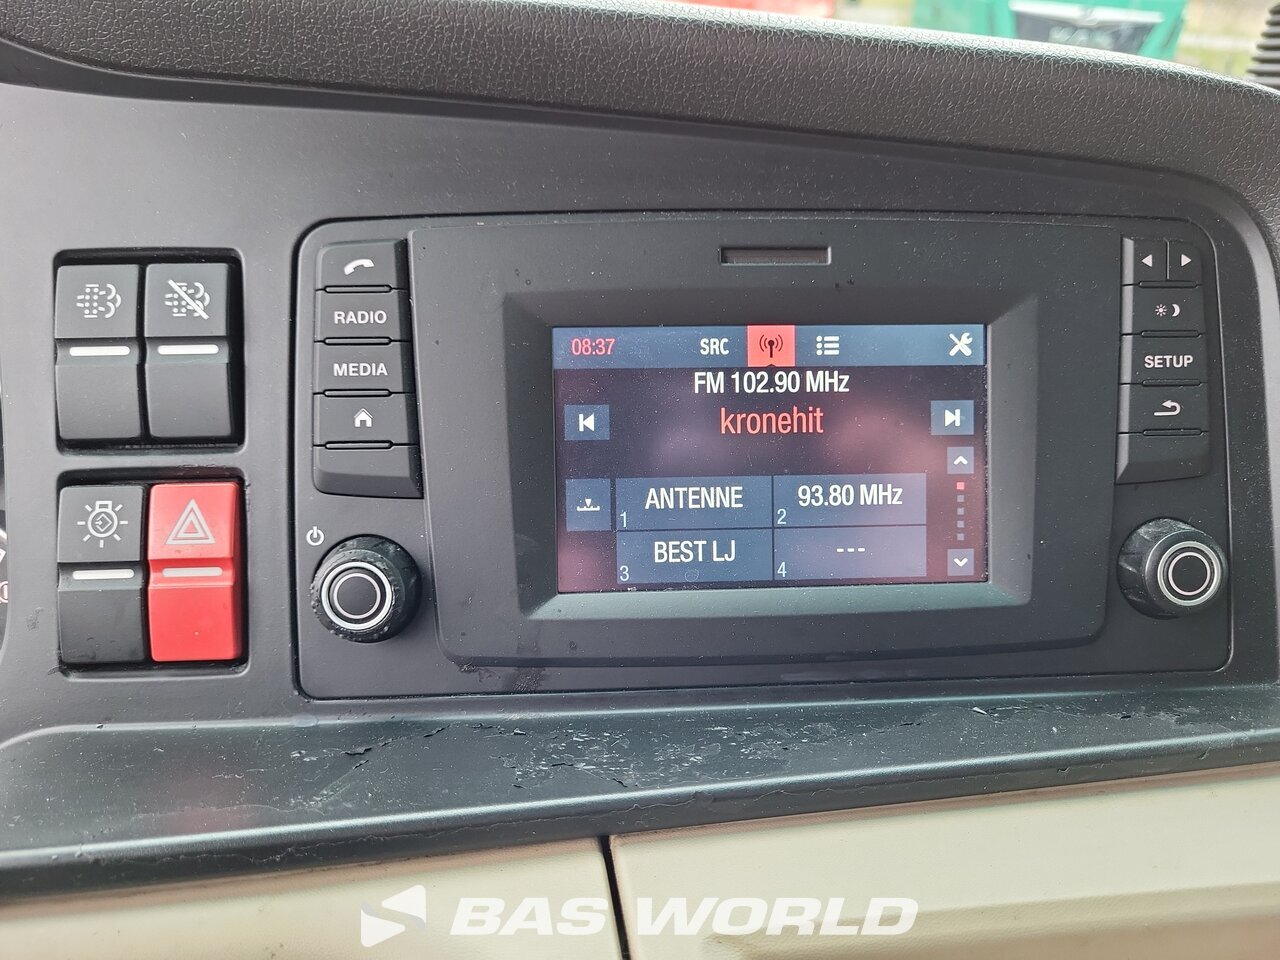 RADIO
MEDIA
08:37 SRC
FM 102.90 MHz
kronehit
1 ANTENNE
2 93.80 MHz
3 BEST LJ
4 ---
SETUP
BAS WORLD